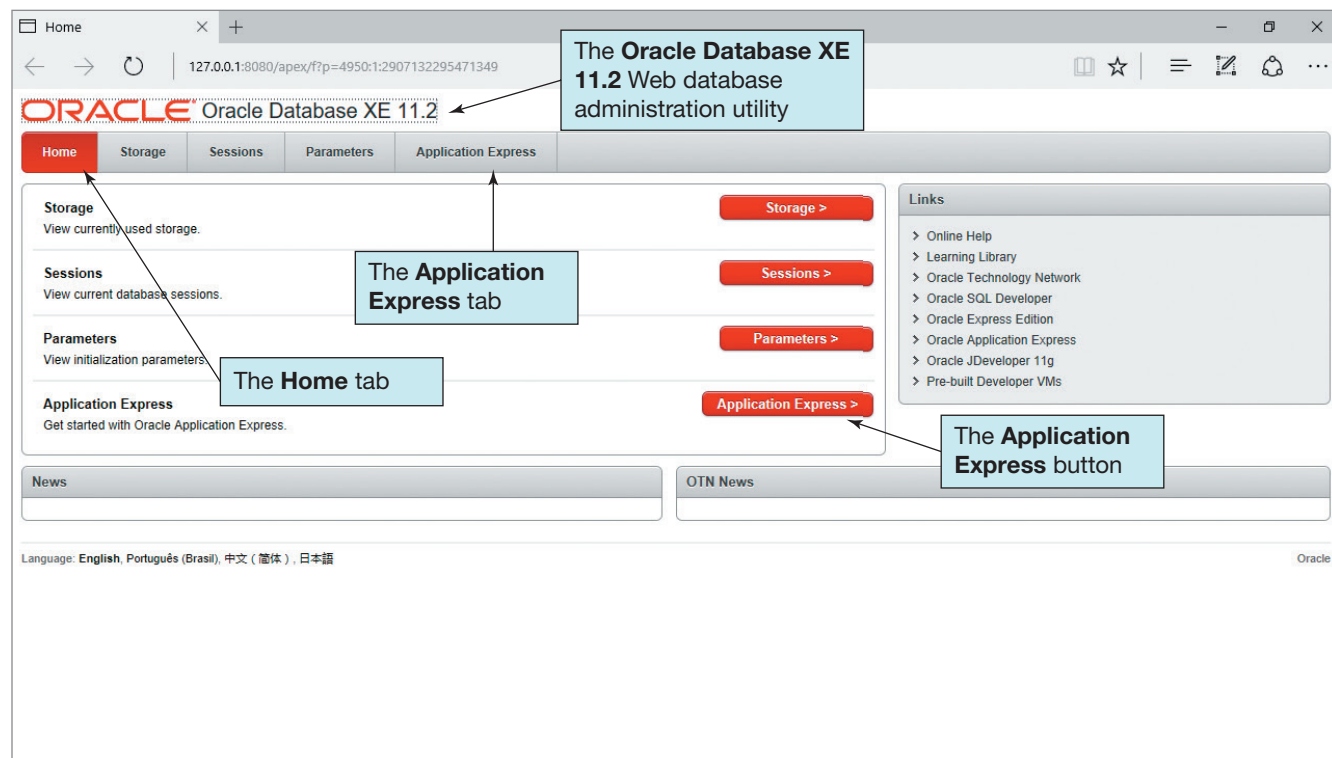 Home
127.0.0.1:8080/apex/f?p=4950:1:2907132295471349
The Oracle Database XE
11.2 Web database
administration utility
ORACLE Oracle Database XE 11.2
Home Storage Sessions Parameters Application Express
Storage
View currently used storage.
Storage >
Sessions
View current database sessions.
Sessions >
The Application
Express tab
Parameters
View initialization parameters.
Parameters >
The Home tab
Application Express
Get started with Oracle Application Express.
Application Express >
The Application
Express button
Links
> Online Help
> Learning Library
> Oracle Technology Network
> Oracle SQL Developer
> Oracle Express Edition
> Oracle Application Express
> Oracle JDeveloper 11g
> Pre-built Developer VMs
News
OTN News
Language: English, Português (Brasil), 中文 ( 简体 ) , 日本語
Oracle